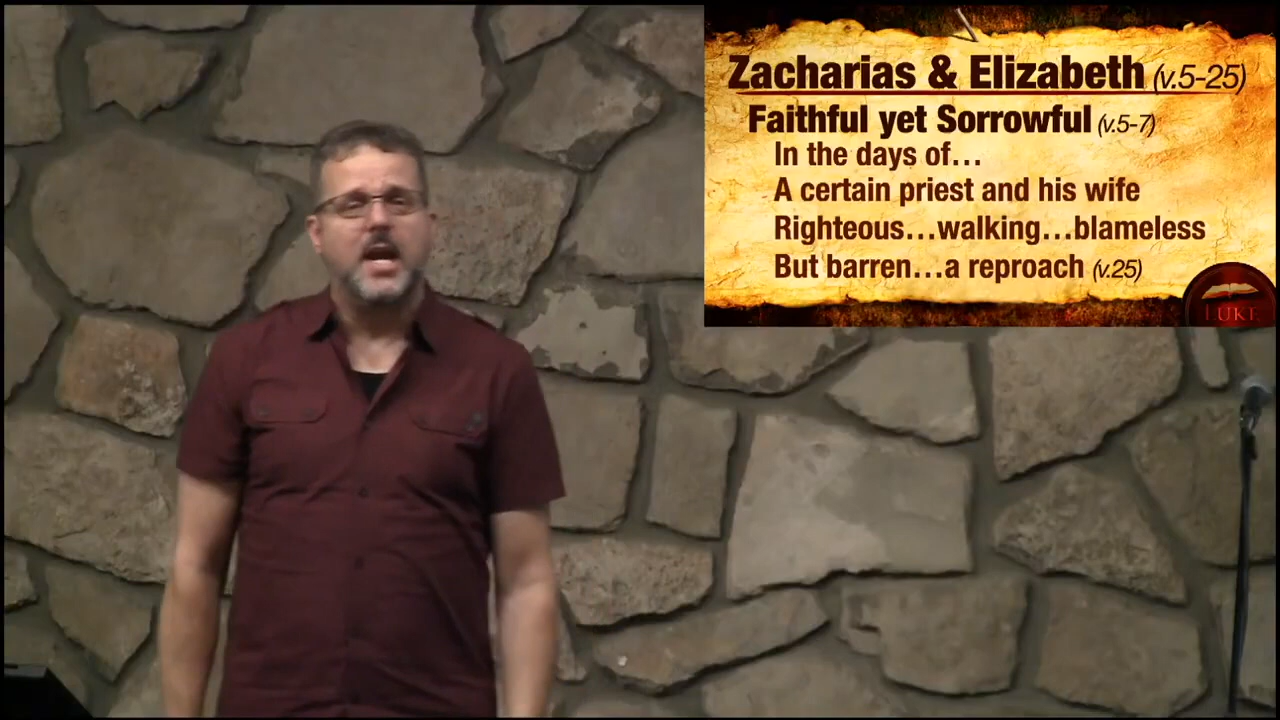 Zacharias & Elizabeth (v.5-25)
Faithful yet Sorrowful (v.5-7)
In the days of…
A certain priest and his wife
Righteous…walking…blameless
But barren…a reproach (v.25)
LUKE